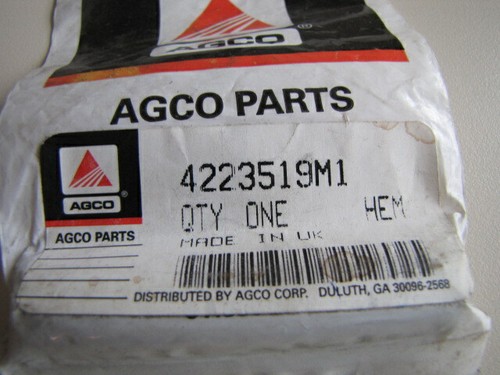 AGCO
AGCO PARTS
4223519M1
AGCO
QTY ONE HEM
AGCO PARTS
MADE IN UK
DISTRIBUTED BY AGCO CORP. DULUTH, GA 30096-2568